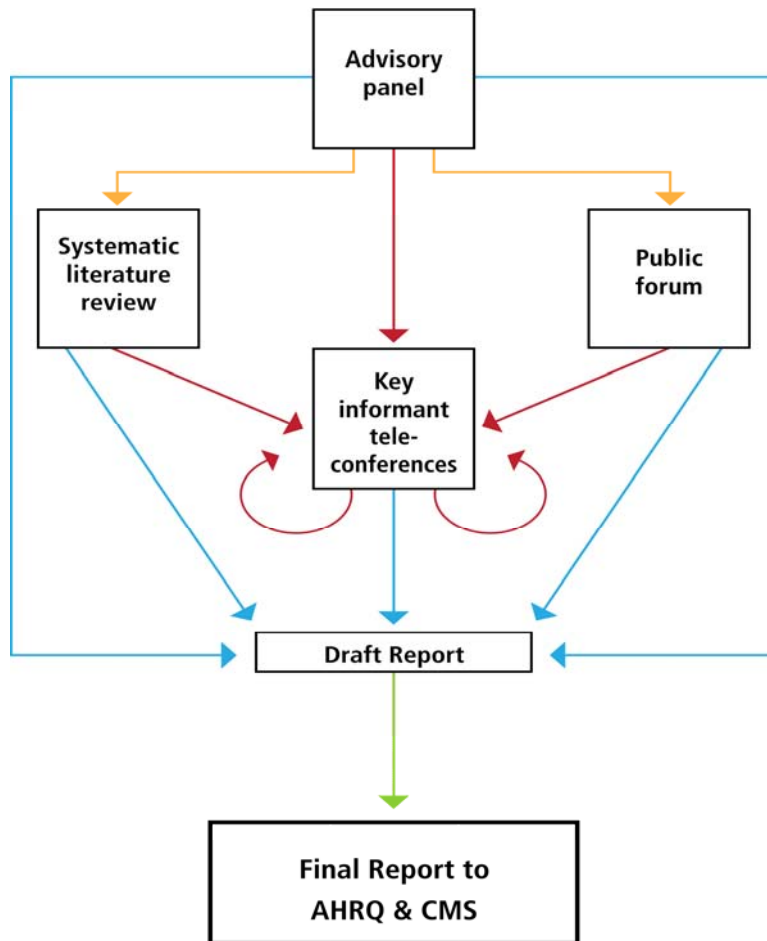 Advisory
panel
Systematic
literature
review
Public
forum
Key
informant
tele-
conferences
Draft Report
Final Report to
AHRQ & CMS